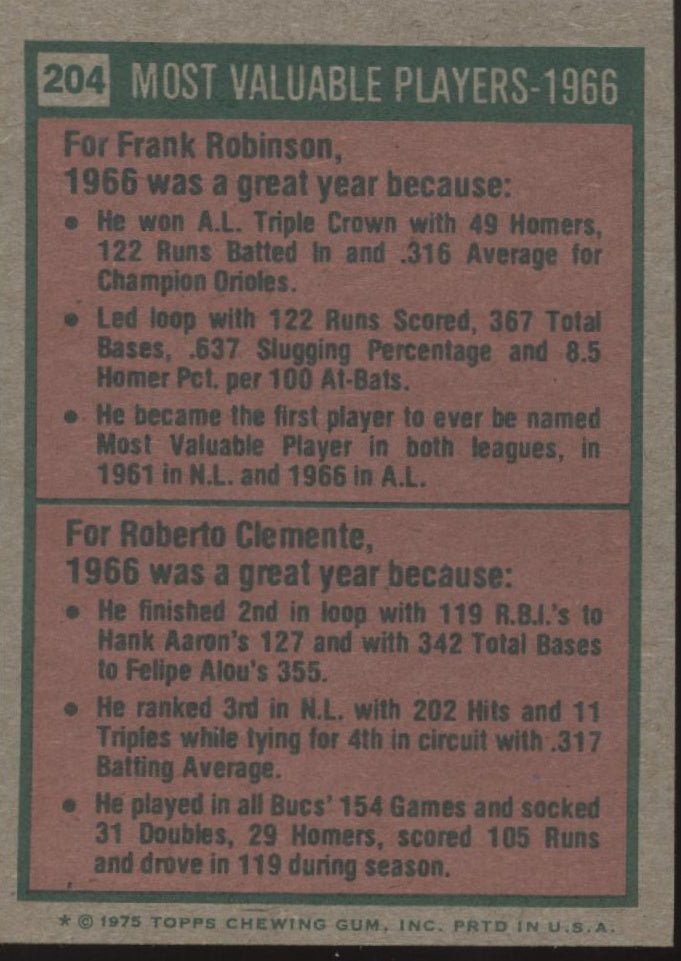 204 MOST VALUABLE PLAYERS-1966
For Frank Robinson,
1966 was a great year because:
• He won A.L. Triple Crown with 49 Homers,
122 Runs Batted In and .316 Average for
Champion Orioles.
• Led loop with 122 Runs Scored, 367 Total
Bases, .637 Slugging Percentage and 8.5
Homer Pct. per 100 At-Bats.
• He became the first player to ever be named
Most Valuable Player in both leagues, in
1961 in N.L. and 1966 in A.L.
For Roberto Clemente,
1966 was a great year because:
• He finished 2nd in loop with 119 R.B.I.'s to
Hank Aaron's 127 and with 342 Total Bases
to Felipe Alou's 355.
• He ranked 3rd in N.L. with 202 Hits and 11
Triples while tying for 4th in circuit with .317
Batting Average.
• He played in all Bucs' 154 Games and socked
31 Doubles, 29 Homers, scored 105 Runs
and drove in 119 during season.
* © 1975 TOPPS CHEWING GUM, INC. PRTD IN U.S.A.